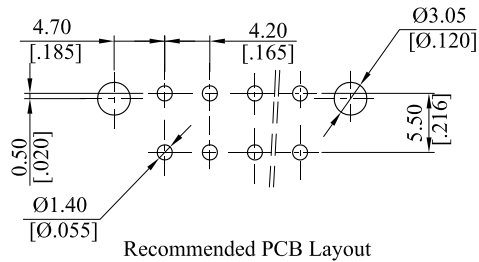 4.70
[.185]
4.20
[.165]
Ø3.05
[Ø.120]
0.50
[.020]
5.50
[.216]
Ø1.40
[Ø.055]
Recommended PCB Layout